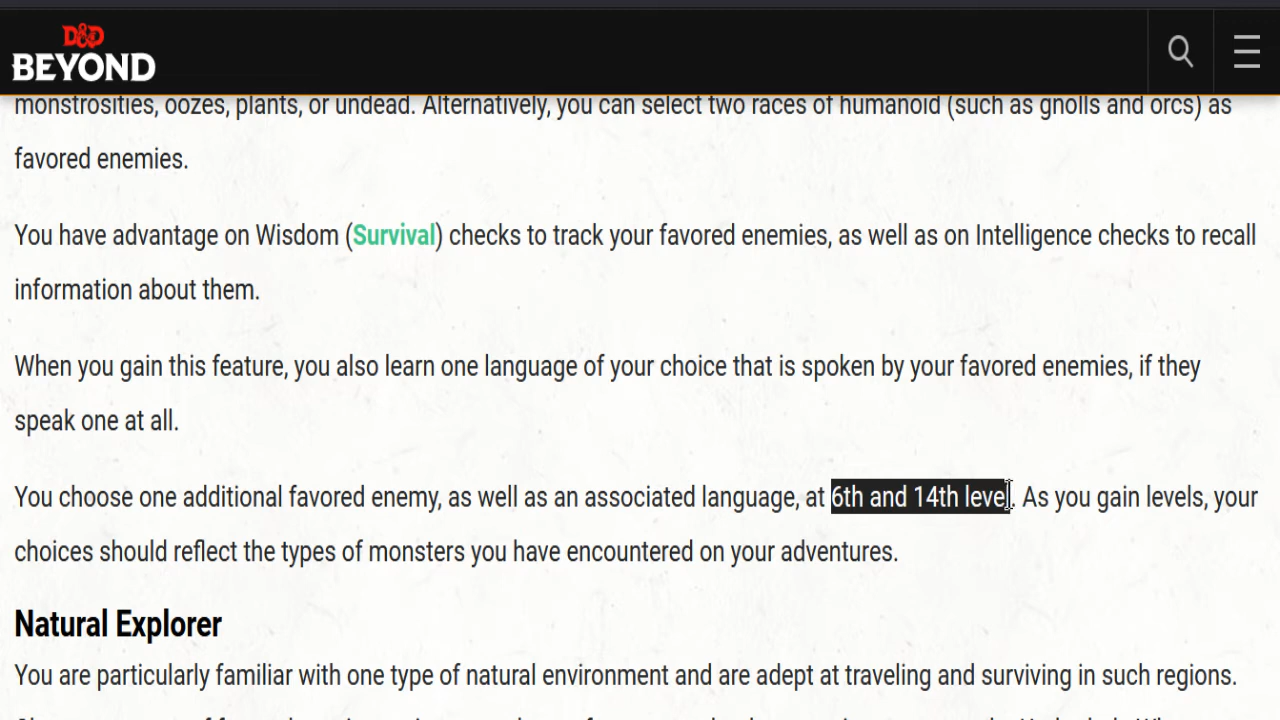 D&D
BEYOND
monstrosities, oozes, plants, or undead. Alternatively, you can select two races of humanoid (such as gnolls and orcs) as
favored enemies.
You have advantage on Wisdom (Survival) checks to track your favored enemies, as well as on Intelligence checks to recall
information about them.
When you gain this feature, you also learn one language of your choice that is spoken by your favored enemies, if they
speak one at all.
You choose one additional favored enemy, as well as an associated language, at 6th and 14th level. As you gain levels, your
choices should reflect the types of monsters you have encountered on your adventures.
Natural Explorer
You are particularly familiar with one type of natural environment and are adept at traveling and surviving in such regions.